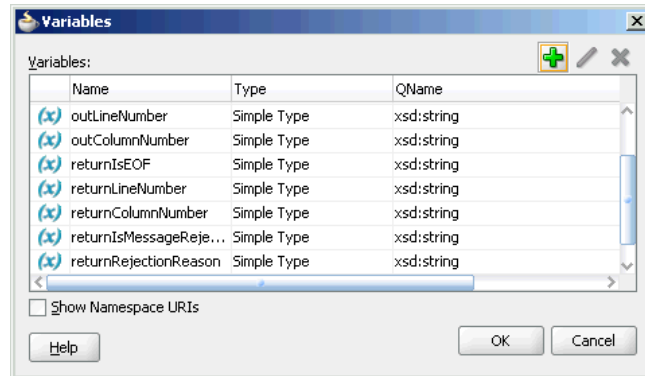 Variables
Variables:
Name Type QName
(x) outLineNumber Simple Type xsd:string
(x) outColumnNumber Simple Type xsd:string
(x) returnIsEOF Simple Type xsd:string
(x) returnLineNumber Simple Type xsd:string
(x) returnColumnNumber Simple Type xsd:string
(x) returnIsMessageReje... Simple Type xsd:string
(x) returnRejectionReason Simple Type xsd:string
Show Namespace URIs
Help OK Cancel